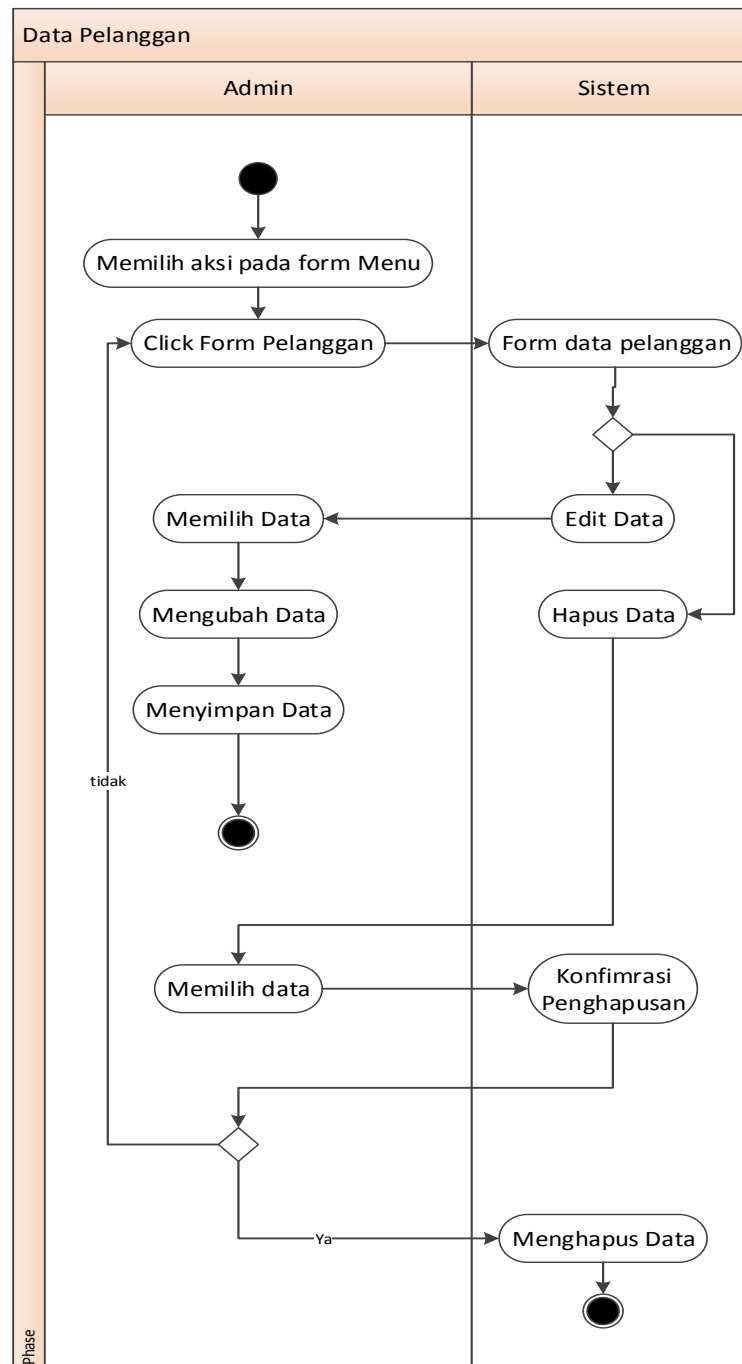 Data Pelanggan
Admin
Sistem
Memilih aksi pada form Menu
Click Form Pelanggan
Form data pelanggan
Memilih Data
Edit Data
Mengubah Data
Hapus Data
Menyimpan Data
tidak
Memilih data
Konfimrasi
Penghapusan
Ya
Menghapus Data
Phase